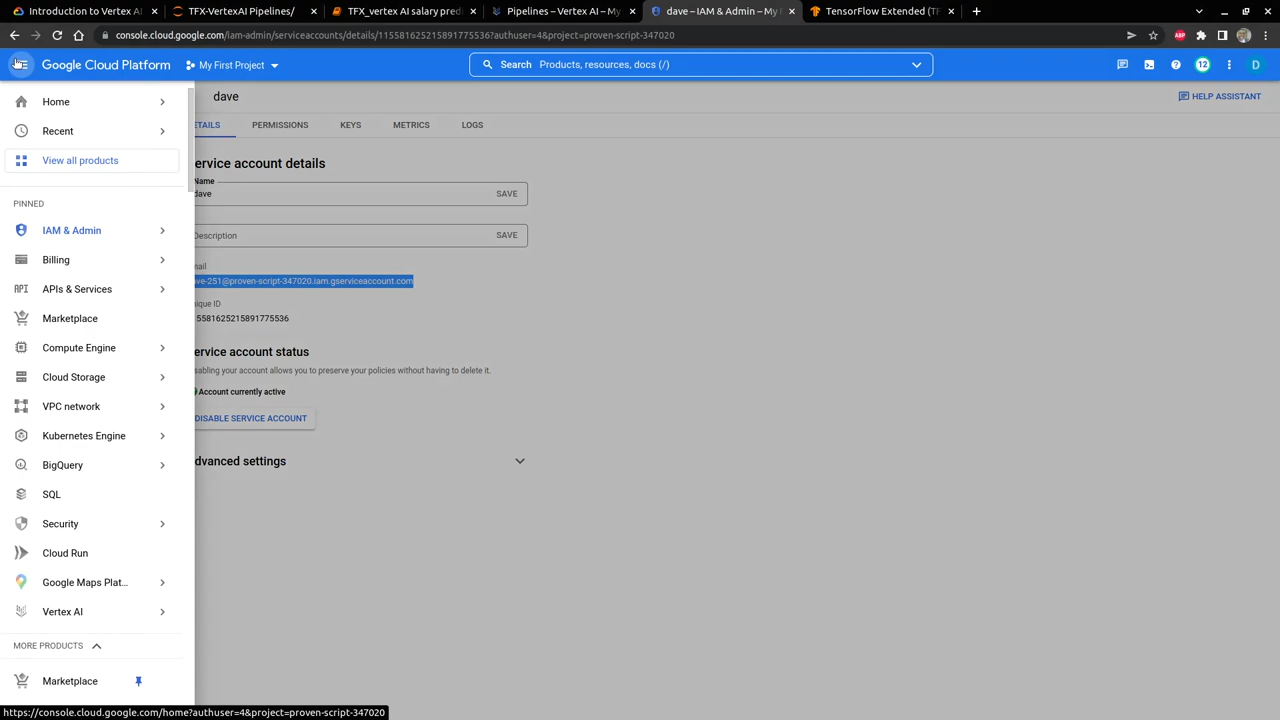 Introduction to Vertex AI
TFX-VertexAI Pipelines/
TFX_vertex AI salary pred
Pipelines – Vertex AI – My
dave – IAM & Admin – My
TensorFlow Extended (TF
console.cloud.google.com/iam-admin/serviceaccounts/details/115581625215891775536?authuser=4&project=proven-script-347020
ABP
Google Cloud Platform
My First Project
Search Products, resources, docs (/)
12
D
dave
HELP ASSISTANT
ETAILS
PERMISSIONS
KEYS
METRICS
LOGS
Home
Recent
View all products
PINNED
IAM & Admin
Billing
API APIs & Services
Marketplace
Compute Engine
Cloud Storage
VPC network
Kubernetes Engine
BigQuery
SQL
Security
Cloud Run
Google Maps Plat...
Vertex AI
MORE PRODUCTS
Marketplace
ervice account details
Name
dave
SAVE
Description
SAVE
mail
ve-251@proven-script-347020.iam.gserviceaccount.com
nique ID
15581625215891775536
ervice account status
sabling your account allows you to preserve your policies without having to delete it.
Account currently active
DISABLE SERVICE ACCOUNT
dvanced settings
https://console.cloud.google.com/home?authuser=4&project=proven-script-347020